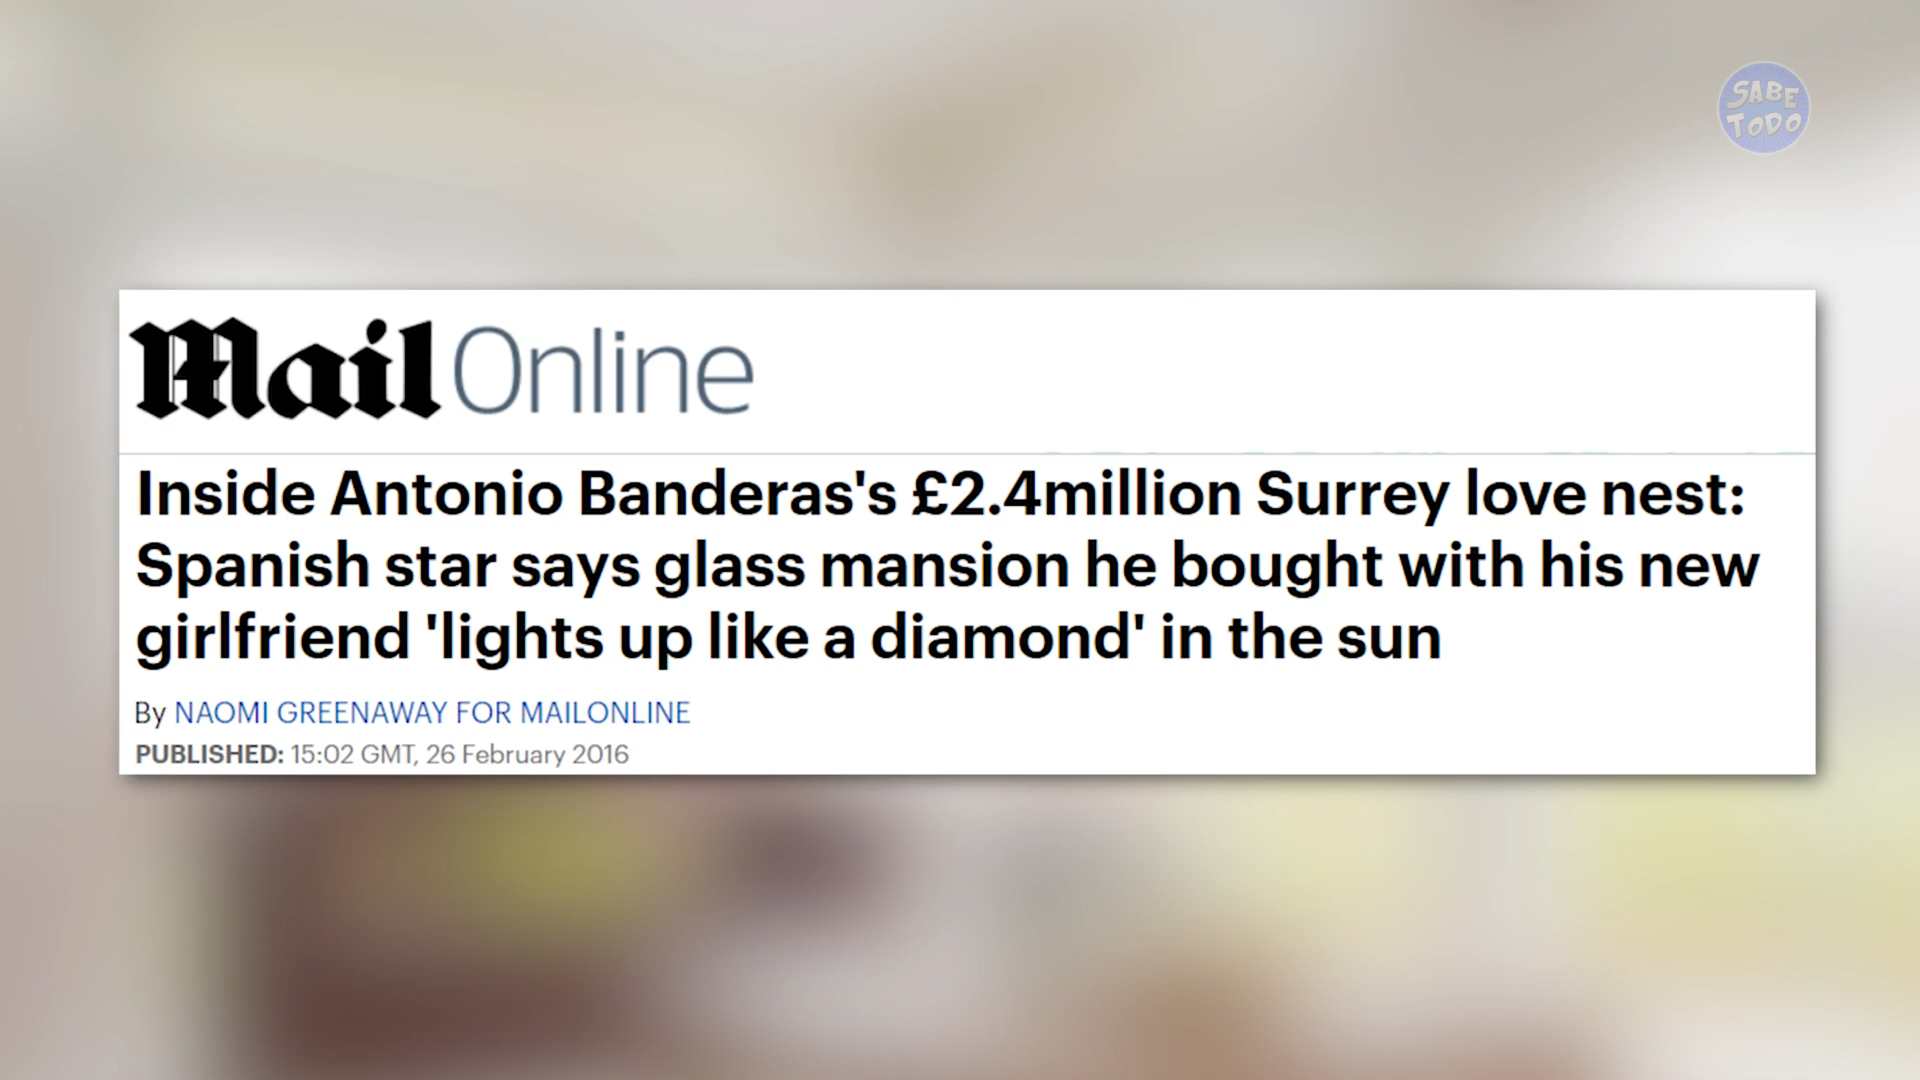 SABE
TODO
Mail Online
Inside Antonio Banderas's £2.4million Surrey love nest:
Spanish star says glass mansion he bought with his new
girlfriend 'lights up like a diamond' in the sun
By NAOMI GREENAWAY FOR MAILONLINE
PUBLISHED: 15:02 GMT, 26 February 2016